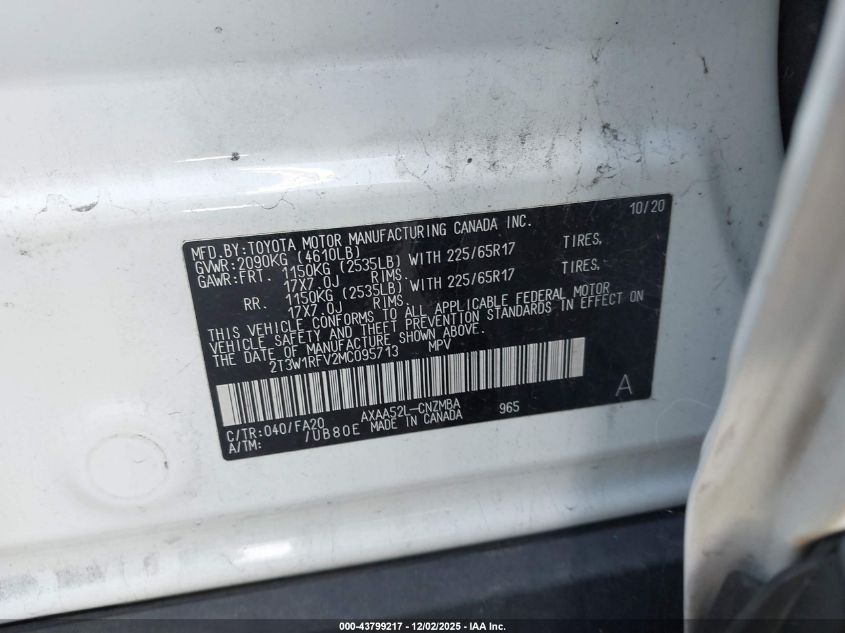 10/20
MFD.BY:TOYOTA MOTOR MANUFACTURING CANADA INC.
GVWR:2090KG (4610LB)
GAWR:FRT. 1150KG (2535LB) WITH 225/65R17 TIRES,
17X7.0J RIMS.
RR. 1150KG (2535LB) WITH 225/65R17 TIRES,
17X7.0J RIMS.
THIS VEHICLE CONFORMS TO ALL APPLICABLE FEDERAL MOTOR
VEHICLE SAFETY AND THEFT PREVENTION STANDARDS IN EFFECT ON
THE DATE OF MANUFACTURE SHOWN ABOVE.
2T3W1RFV2MC095713 MPV
A
C/TR:040/FA20 AXAA52L-CNZMBA 965
A/TM: /UB80E MADE IN CANADA
000-43799217 - 12/02/2025 - IAA Inc.